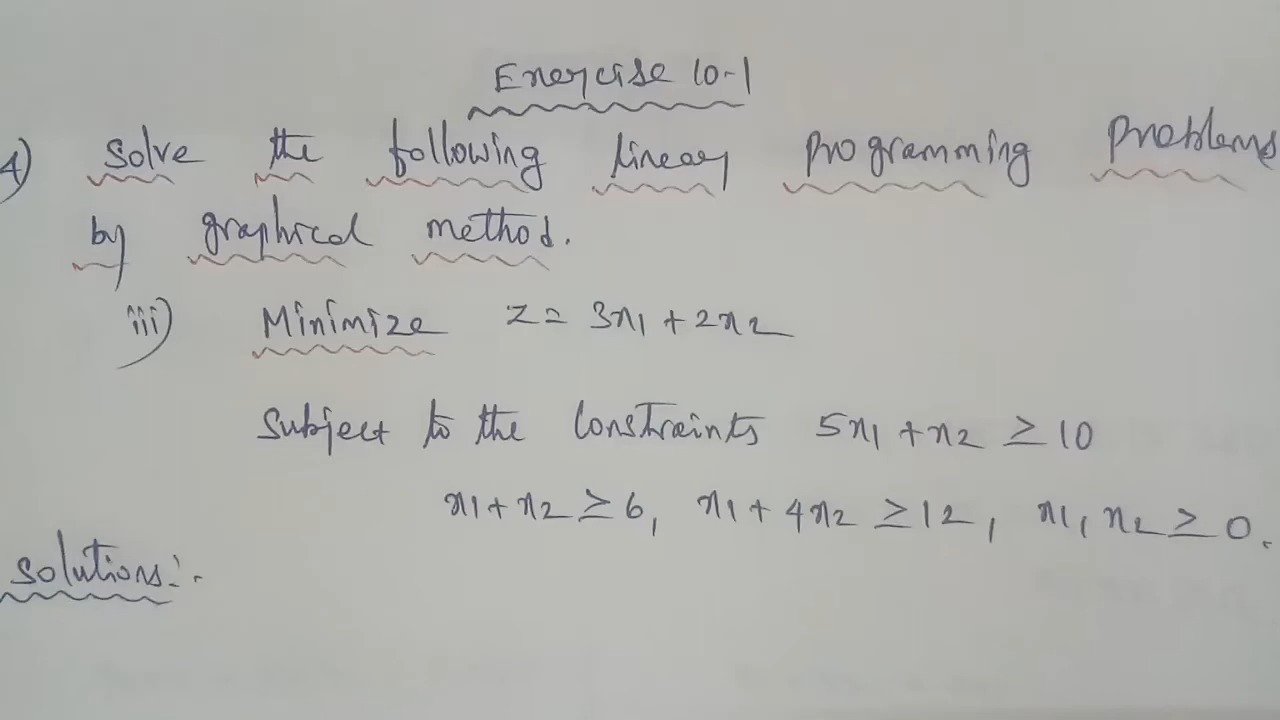 Exercise 10-1
4) Solve the following linear programming problems
by graphical method.
iii) Minimize z = 3x1 + 2x2
Subject to the constraints 5x1 + x2 ≥ 10
x1 + x2 ≥ 6, x1 + 4x2 ≥ 12, x1, x2 ≥ 0.
Solutions:-